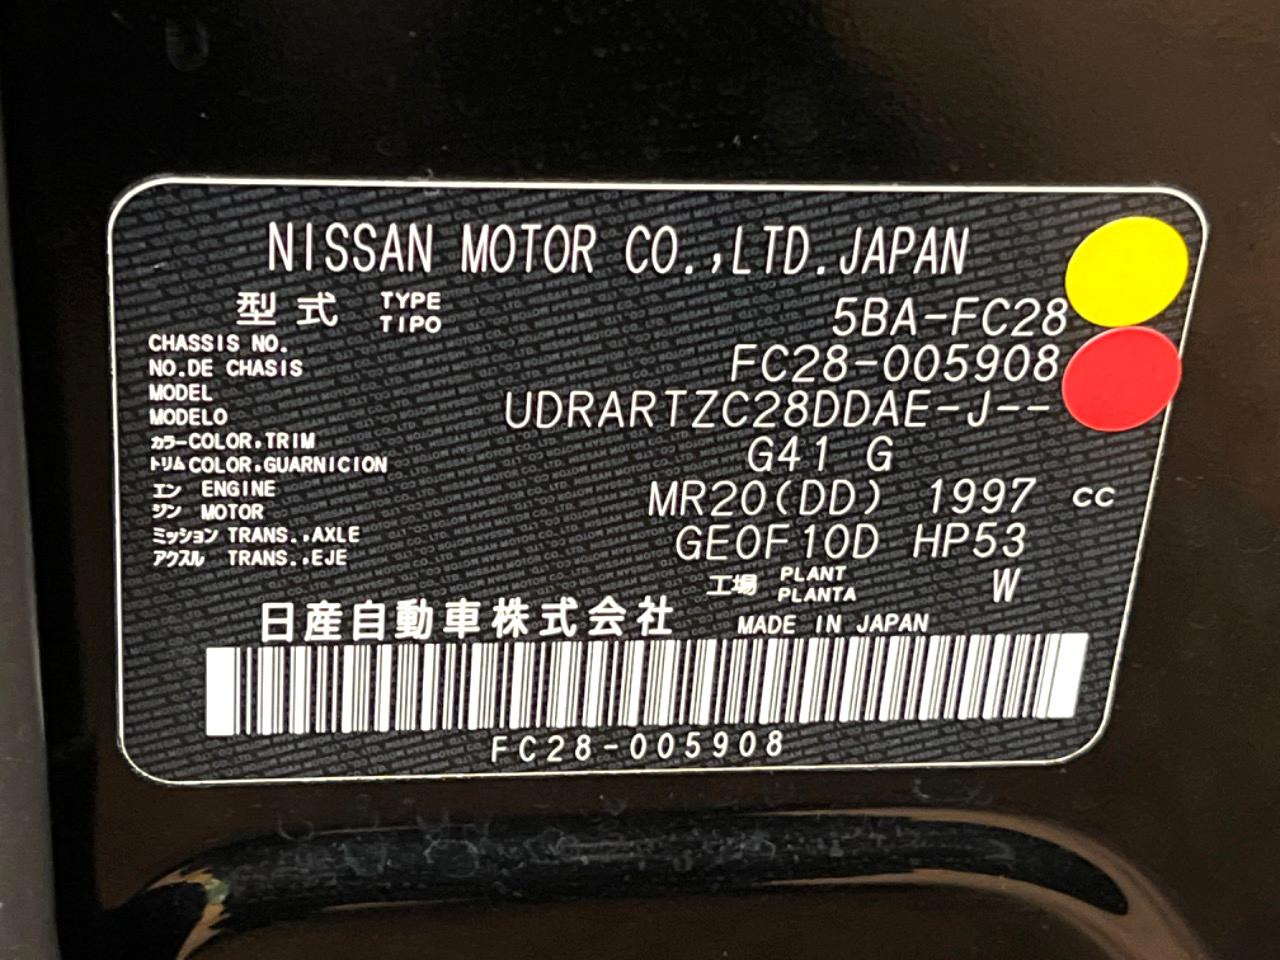 NISSAN MOTOR CO.,LTD.JAPAN
型式 TYPE TIPO 5BA-FC28
CHASSIS NO.
NO.DE CHASIS FC28-005908
MODEL
MODELO UDRARTZC28DDAE-J--
カラー COLOR,TRIM
トリム COLOR,GUARNICION G41 G
エン ENGINE
ジン MOTOR MR20(DD) 1997 cc
ミッション TRANS.,AXLE
アクスル TRANS.,EJE GE0F10D HP53
工場 PLANT PLANTA W
日産自動車株式会社 MADE IN JAPAN
FC28-005908